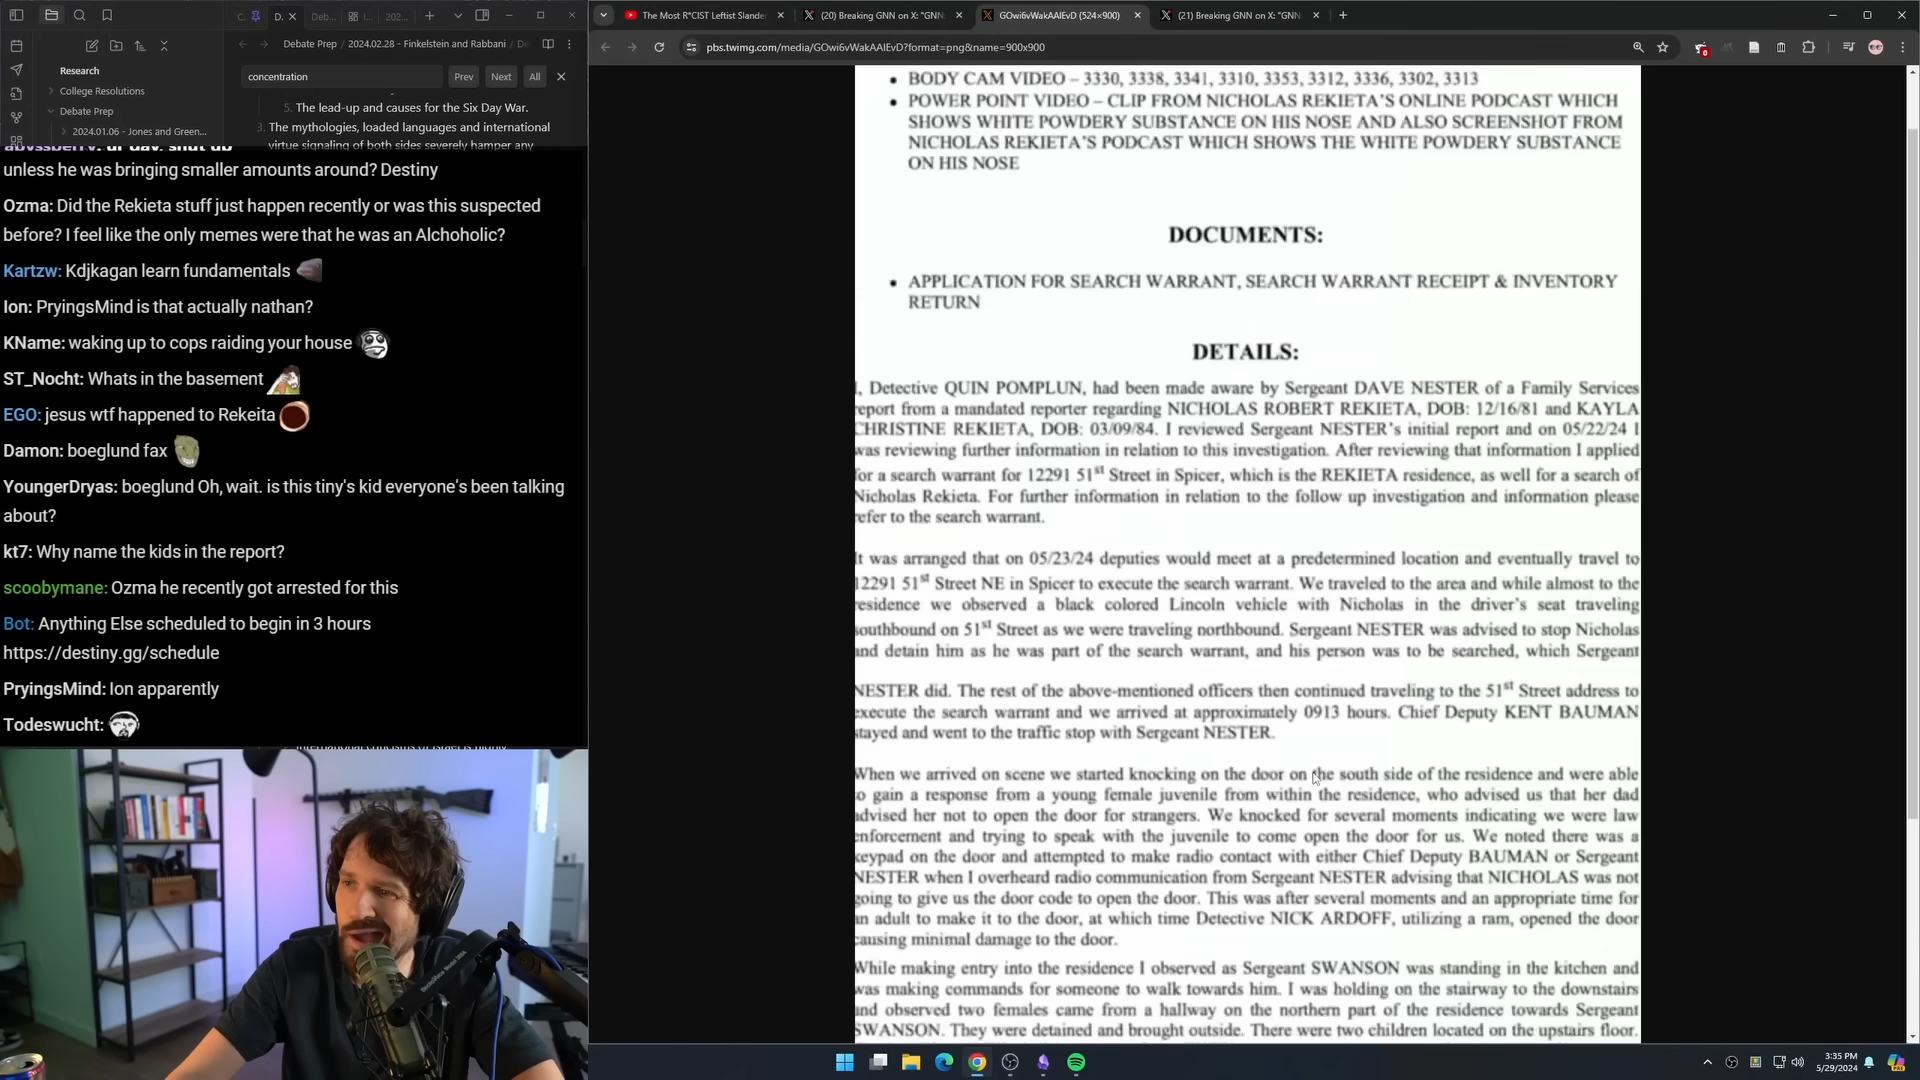 Debate Prep / 2024.02.28 - Finkelstein and Rabbani /
concentration
Prev
Next
All
Research
College Resolutions
Debate Prep
2024.01.06 - Jones and Green...
5. The lead-up and causes for the Six Day War.
3. The mythologies, loaded languages and international
virtue signaling of both sides severely hamper any
unless he was bringing smaller amounts around? Destiny
Ozma: Did the Rekieta stuff just happen recently or was this suspected
before? I feel like the only memes were that he was an Alchoholic?
Kartzw: Kdjkagan learn fundamentals
Ion: PryingsMind is that actually nathan?
KName: waking up to cops raiding your house
ST_Nocht: Whats in the basement
EGO: jesus wtf happened to Rekeita
Damon: boeglund fax
YoungerDryas: boeglund Oh, wait. is this tiny's kid everyone's been talking
about?
kt7: Why name the kids in the report?
scoobymane: Ozma he recently got arrested for this
Bot: Anything Else scheduled to begin in 3 hours
https://destiny.gg/schedule
PryingsMind: Ion apparently
Todeswucht:
The Most R*CIST Leftist Slander
(20) Breaking GNN on X: "GNN
GOwi6vWakAAlEvD (524×900)
(21) Breaking GNN on X: "GNN
pbs.twimg.com/media/GOwi6vWakAAlEvD?format=png&name=900x900
• BODY CAM VIDEO – 3330, 3338, 3341, 3310, 3353, 3312, 3336, 3302, 3313
• POWER POINT VIDEO – CLIP FROM NICHOLAS REKIETA'S ONLINE PODCAST WHICH
SHOWS WHITE POWDERY SUBSTANCE ON HIS NOSE AND ALSO SCREENSHOT FROM
NICHOLAS REKIETA'S PODCAST WHICH SHOWS THE WHITE POWDERY SUBSTANCE
ON HIS NOSE
DOCUMENTS:
• APPLICATION FOR SEARCH WARRANT, SEARCH WARRANT RECEIPT & INVENTORY
RETURN
DETAILS:
I, Detective QUIN POMPLUN, had been made aware by Sergeant DAVE NESTER of a Family Services
report from a mandated reporter regarding NICHOLAS ROBERT REKIETA, DOB: 12/16/81 and KAYLA
CHRISTINE REKIETA, DOB: 03/09/84. I reviewed Sergeant NESTER's initial report and on 05/22/24 I
was reviewing further information in relation to this investigation. After reviewing that information I applied
for a search warrant for 12291 51st Street in Spicer, which is the REKIETA residence, as well for a search of
Nicholas Rekieta. For further information in relation to the follow up investigation and information please
refer to the search warrant.
It was arranged that on 05/23/24 deputies would meet at a predetermined location and eventually travel to
12291 51st Street NE in Spicer to execute the search warrant. We traveled to the area and while almost to the
residence we observed a black colored Lincoln vehicle with Nicholas in the driver's seat traveling
southbound on 51st Street as we were traveling northbound. Sergeant NESTER was advised to stop Nicholas
and detain him as he was part of the search warrant, and his person was to be searched, which Sergeant
NESTER did. The rest of the above-mentioned officers then continued traveling to the 51st Street address to
execute the search warrant and we arrived at approximately 0913 hours. Chief Deputy KENT BAUMAN
stayed and went to the traffic stop with Sergeant NESTER.
When we arrived on scene we started knocking on the door on the south side of the residence and were able
to gain a response from a young female juvenile from within the residence, who advised us that her dad
advised her not to open the door for strangers. We knocked for several moments indicating we were law
enforcement and trying to speak with the juvenile to come open the door for us. We noted there was a
keypad on the door and attempted to make radio contact with either Chief Deputy BAUMAN or Sergeant
NESTER when I overheard radio communication from Sergeant NESTER advising that NICHOLAS was not
going to give us the door code to open the door. This was after several moments and an appropriate time for
an adult to make it to the door, at which time Detective NICK ARDOFF, utilizing a ram, opened the door
causing minimal damage to the door.
While making entry into the residence I observed as Sergeant SWANSON was standing in the kitchen and
was making commands for someone to walk towards him. I was holding on the stairway to the downstairs
and observed two females came from a hallway on the northern part of the residence towards Sergeant
SWANSON. They were detained and brought outside. There were two children located on the upstairs floor.
3:35 PM
5/29/2024